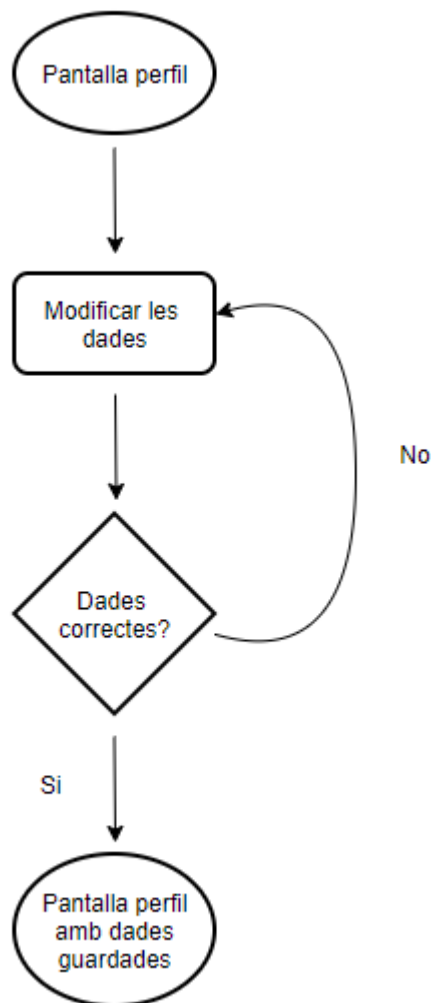 Pantalla perfil
Modificar les
dades
No
Dades
correctes?
Si
Pantalla perfil
amb dades
guardades